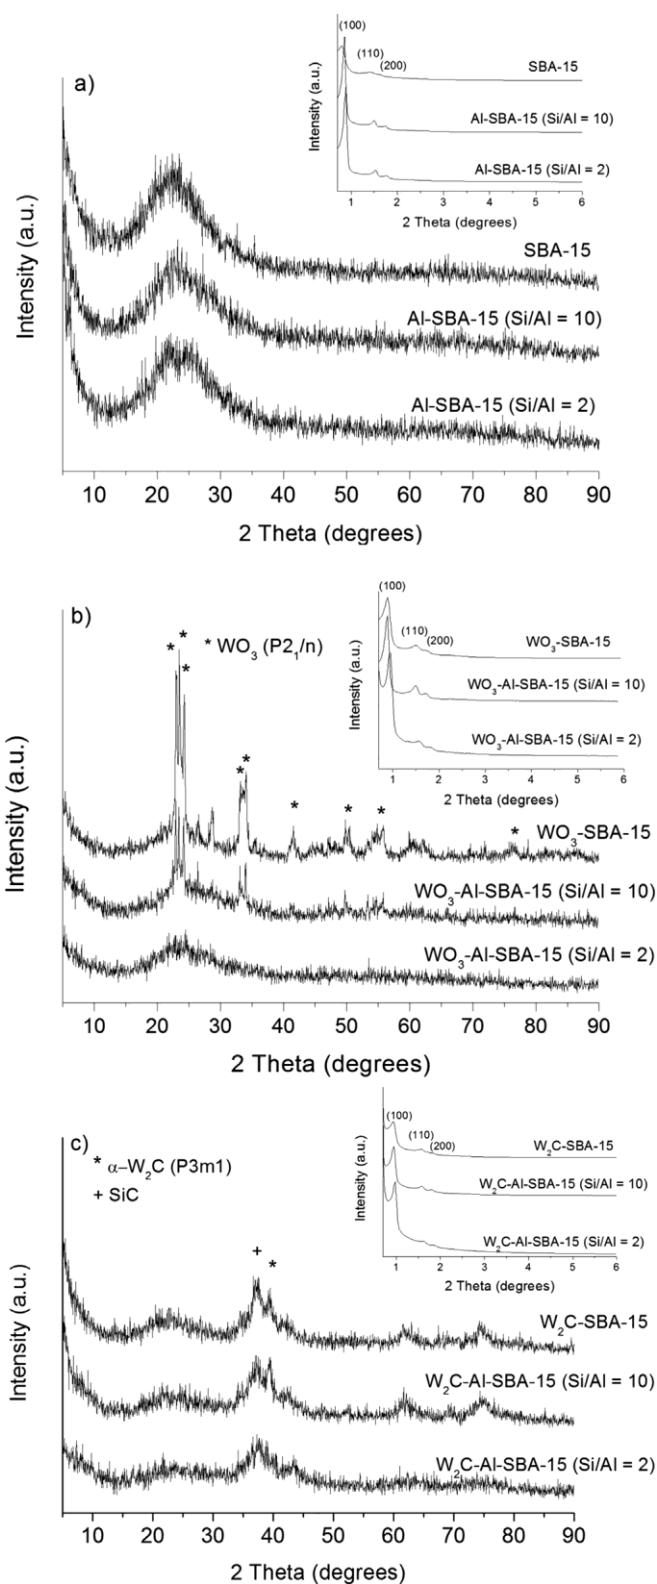 a)
(100)
(110)
(200)
SBA-15
Al-SBA-15 (Si/Al = 10)
Al-SBA-15 (Si/Al = 2)
Intensity (a.u.)
1 2 3 4 5 6
2 Theta (degrees)
SBA-15
Al-SBA-15 (Si/Al = 10)
Al-SBA-15 (Si/Al = 2)
Intensity (a.u.)
10 20 30 40 50 60 70 80 90
2 Theta (degrees)
b)
* WO₃ (P2₁/n)
* * * * * * * * *
(100)
(110)
(200)
WO₃-SBA-15
WO₃-Al-SBA-15 (Si/Al = 10)
WO₃-Al-SBA-15 (Si/Al = 2)
Intensity (a.u.)
1 2 3 4 5 6
2 Theta (degrees)
WO₃-SBA-15
WO₃-Al-SBA-15 (Si/Al = 10)
WO₃-Al-SBA-15 (Si/Al = 2)
Intensity (a.u.)
10 20 30 40 50 60 70 80 90
2 Theta (degrees)
c)
* α–W₂C (P3m1)
+ SiC
+ *
(100)
(110)
(200)
W₂C-SBA-15
W₂C-Al-SBA-15 (Si/Al = 10)
W₂C-Al-SBA-15 (Si/Al = 2)
Intensity (a.u.)
1 2 3 4 5 6
2 Theta (degrees)
W₂C-SBA-15
W₂C-Al-SBA-15 (Si/Al = 10)
W₂C-Al-SBA-15 (Si/Al = 2)
Intensity (a.u.)
10 20 30 40 50 60 70 80 90
2 Theta (degrees)